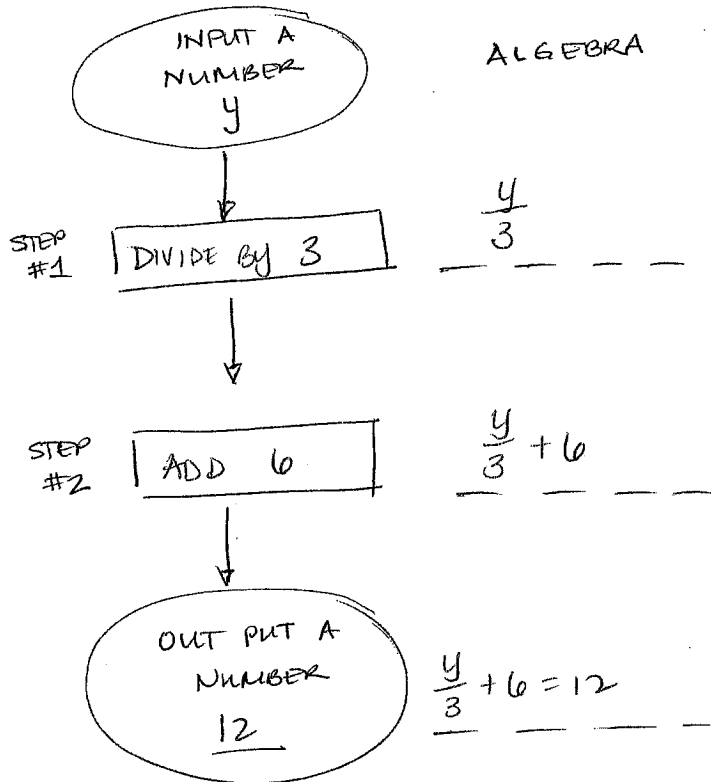 INPUT A
NUMBER
y
ALGEBRA
STEP
#1
DIVIDE BY 3
y/3
STEP
#2
ADD 6
y/3 + 6
OUT PUT A
NUMBER
12
y/3 + 6 = 12